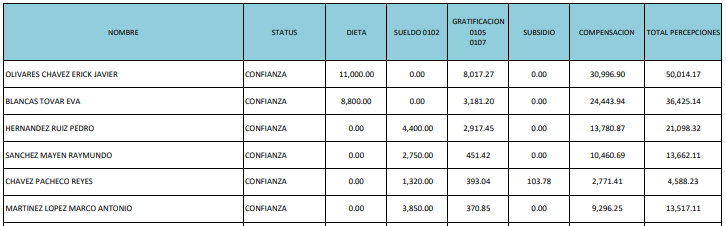 NOMBRE STATUS DIETA SUELDO 0102 GRATIFICACION 0105 0107 SUBSIDIO COMPENSACION TOTAL PERCEPCIONES
OLIVARES CHAVEZ ERICK JAVIER CONFIANZA 11,000.00 0.00 8,017.27 0.00 30,996.90 50,014.17
BLANCAS TOVAR EVA CONFIANZA 8,800.00 0.00 3,181.20 0.00 24,443.94 36,425.14
HERNANDEZ RUIZ PEDRO CONFIANZA 0.00 4,400.00 2,917.45 0.00 13,780.87 21,098.32
SANCHEZ MAYEN RAYMUNDO CONFIANZA 0.00 2,750.00 451.42 0.00 10,460.69 13,662.11
CHAVEZ PACHECO REYES CONFIANZA 0.00 1,320.00 393.04 103.78 2,771.41 4,588.23
MARTINEZ LOPEZ MARCO ANTONIO CONFIANZA 0.00 3,850.00 370.85 0.00 9,296.25 13,517.11